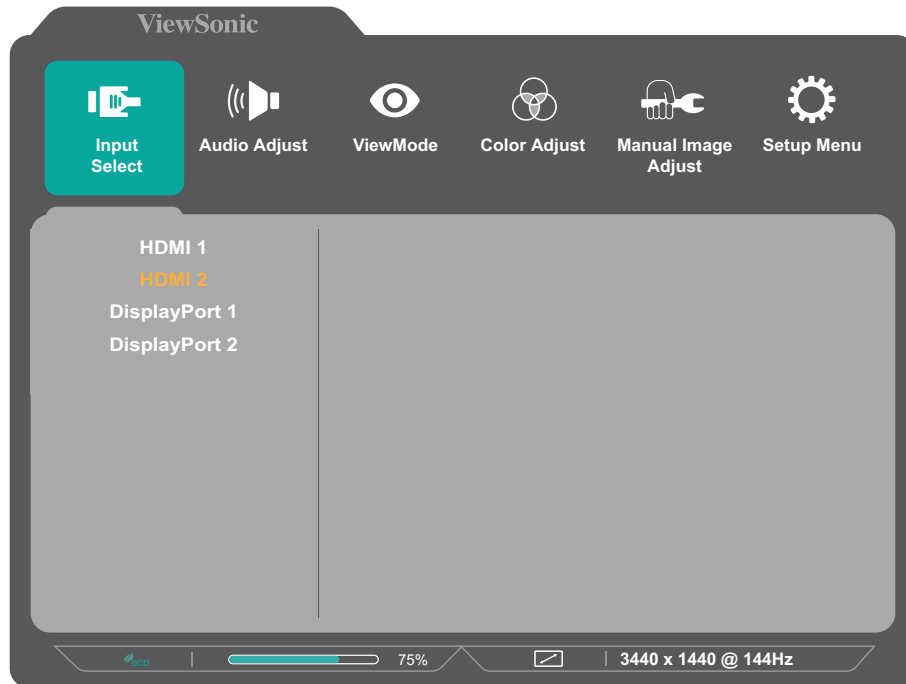 ViewSonic
Input
Select
Audio Adjust
ViewMode
Color Adjust
Manual Image
Adjust
Setup Menu
HDMI 1
HDMI 2
DisplayPort 1
DisplayPort 2
eco
75%
3440 x 1440 @ 144Hz